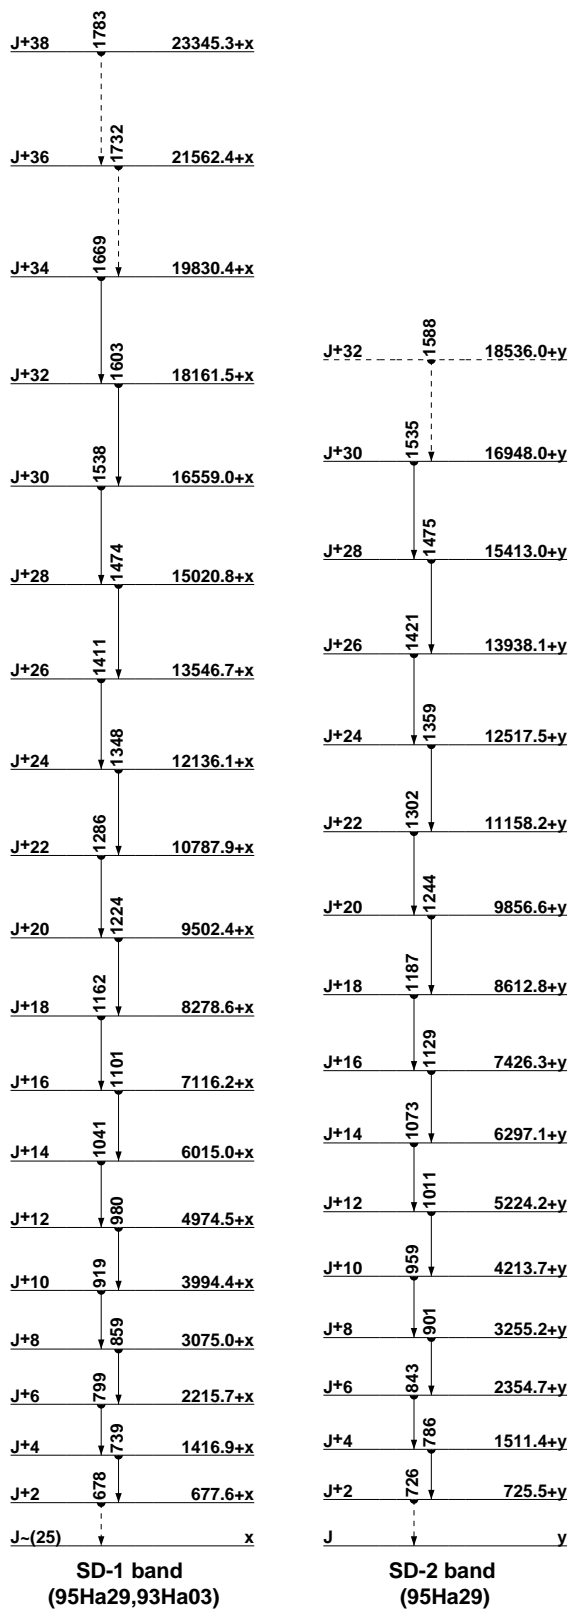 J+38 1783 23345.3+x
J+36 1732 21562.4+x
J+34 1669 19830.4+x
J+32 1603 18161.5+x
J+30 1538 16559.0+x
J+28 1474 15020.8+x
J+26 1411 13546.7+x
J+24 1348 12136.1+x
J+22 1286 10787.9+x
J+20 1224 9502.4+x
J+18 1162 8278.6+x
J+16 1101 7116.2+x
J+14 1041 6015.0+x
J+12 980 4974.5+x
J+10 919 3994.4+x
J+8 859 3075.0+x
J+6 799 2215.7+x
J+4 739 1416.9+x
J+2 678 677.6+x
J~(25) x
SD-1 band
(95Ha29,93Ha03)
J+32 1588 18536.0+y
J+30 1535 16948.0+y
J+28 1475 15413.0+y
J+26 1421 13938.1+y
J+24 1359 12517.5+y
J+22 1302 11158.2+y
J+20 1244 9856.6+y
J+18 1187 8612.8+y
J+16 1129 7426.3+y
J+14 1073 6297.1+y
J+12 1011 5224.2+y
J+10 959 4213.7+y
J+8 901 3255.2+y
J+6 843 2354.7+y
J+4 786 1511.4+y
J+2 726 725.5+y
J y
SD-2 band
(95Ha29)